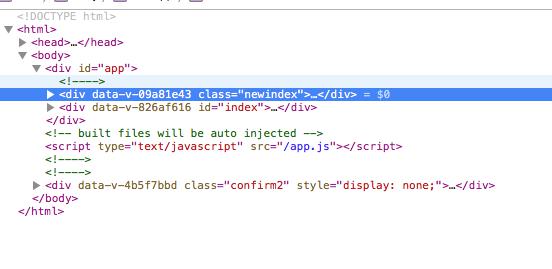 <!DOCTYPE html>
<html>
<head>…</head>
<body>
<div id="app">
<!---->
<div data-v-09a81e43 class="newindex">…</div> = $0
<div data-v-826af616 id="index">…</div>
</div>
<!-- built files will be auto injected -->
<script type="text/javascript" src="/app.js"></script>
<!---->
<!---->
<div data-v-4b5f7bbd class="confirm2" style="display: none;">…</div>
</body>
</html>